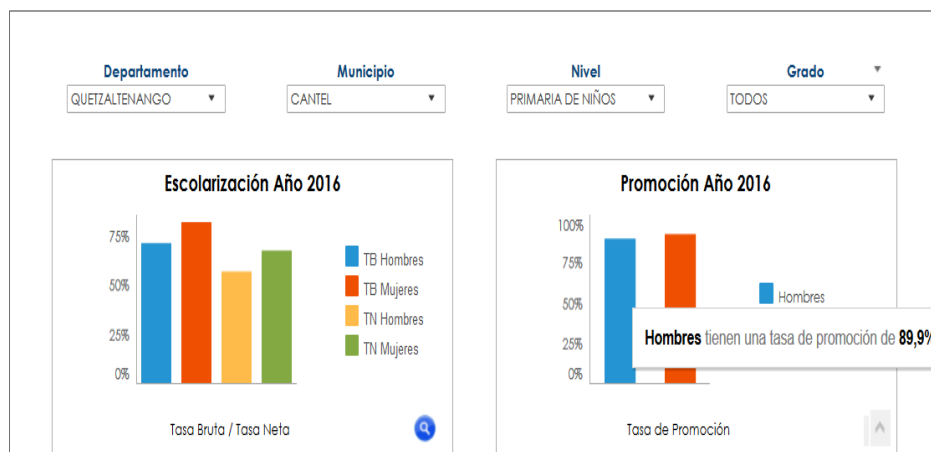 Departamento
Municipio
Nivel
Grado
QUETZALTENANGO
CANTEL
PRIMARIA DE NIÑOS
TODOS
Escolarización Año 2016
75%
50%
25%
0%
TB Hombres
TB Mujeres
TN Hombres
TN Mujeres
Tasa Bruta / Tasa Neta
Promoción Año 2016
100%
75%
50%
25%
0%
Hombres
Hombres tienen una tasa de promoción de 89,9%
Tasa de Promoción